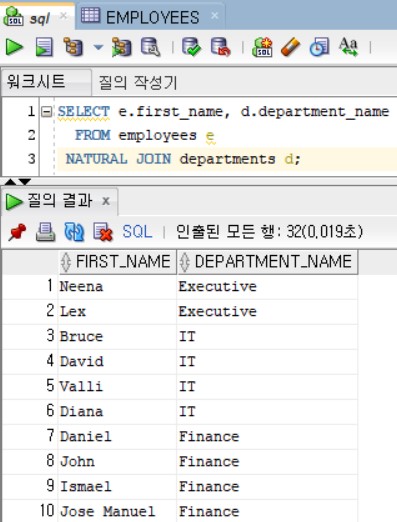 sql EMPLOYEES
워크시트 질의 작성기
1 SELECT e.first_name, d.department_name
2 FROM employees e
3 NATURAL JOIN departments d;
질의 결과 x
SQL | 인출된 모든 행: 32(0,019초)
FIRST_NAME DEPARTMENT_NAME
1 Neena Executive
2 Lex Executive
3 Bruce IT
4 David IT
5 Valli IT
6 Diana IT
7 Daniel Finance
8 John Finance
9 Ismael Finance
10 Jose Manuel Finance